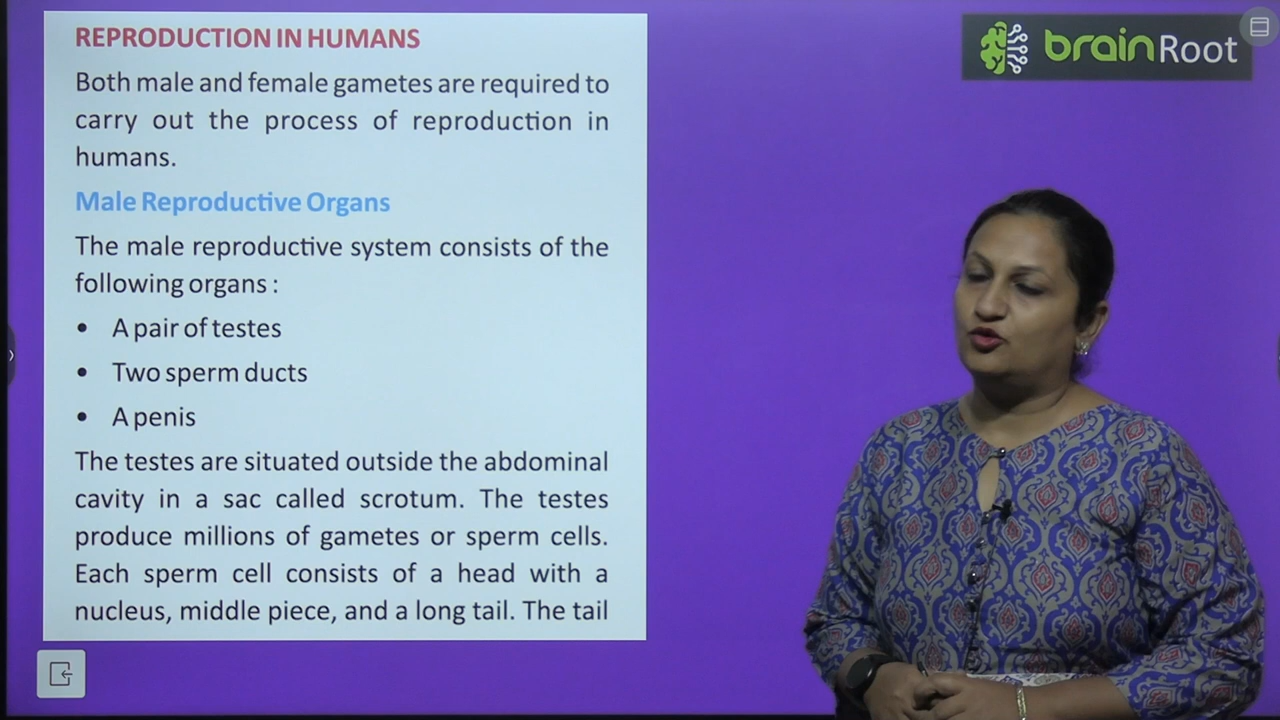 REPRODUCTION IN HUMANS
Both male and female gametes are required to
carry out the process of reproduction in
humans.
Male Reproductive Organs
The male reproductive system consists of the
following organs :
• A pair of testes
• Two sperm ducts
• A penis
The testes are situated outside the abdominal
cavity in a sac called scrotum. The testes
produce millions of gametes or sperm cells.
Each sperm cell consists of a head with a
nucleus, middle piece, and a long tail. The tail
brainRoot